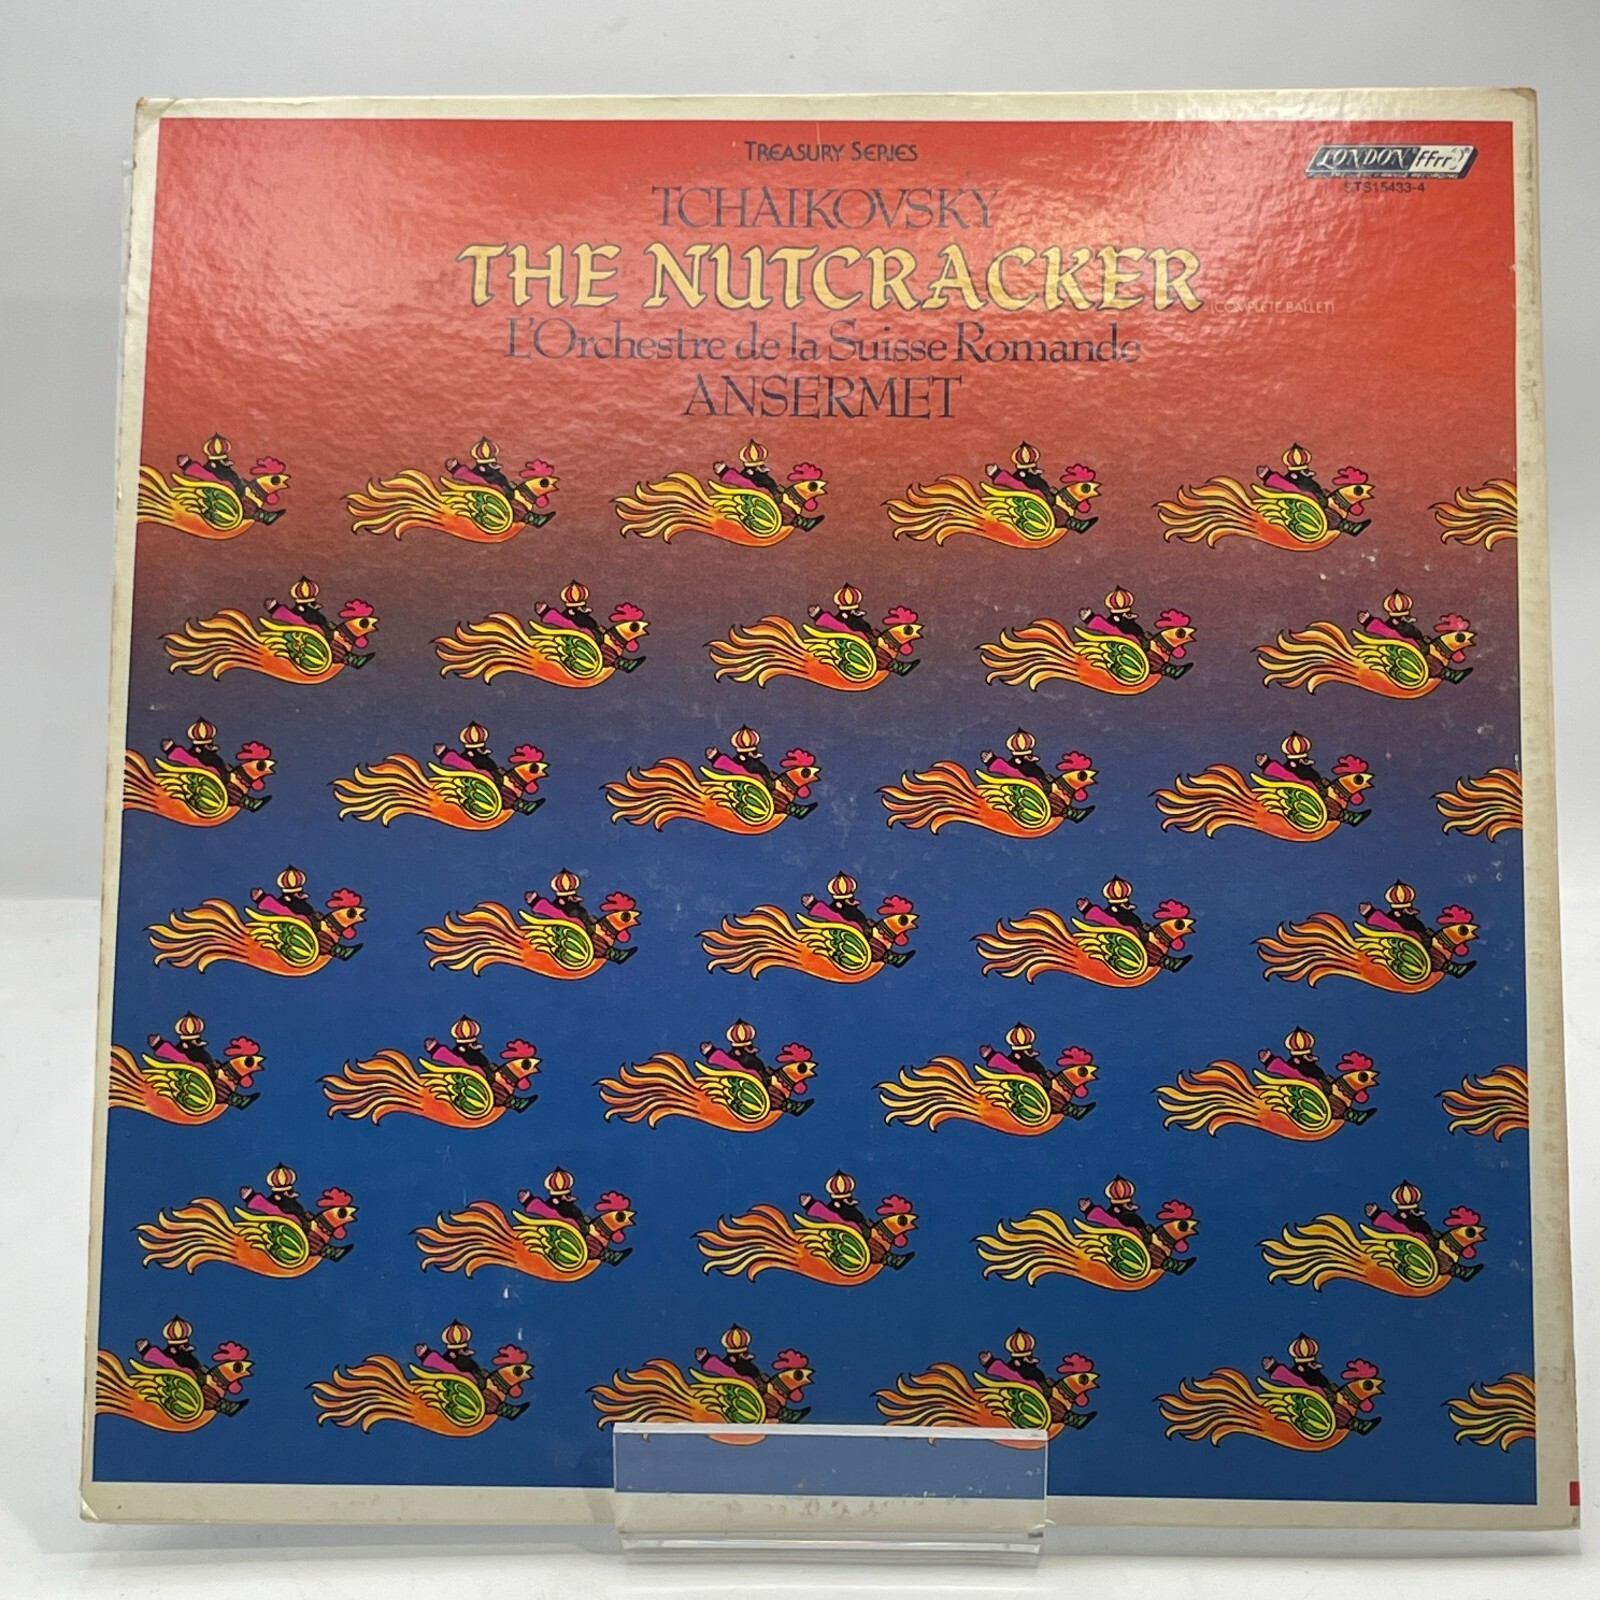 TREASURY SERIES
LONDON ffrr
STS15433-4
TCHAIKOVSKY
THE NUTCRACKER
(COMPLETE BALLET)
L'Orchestre de la Suisse Romande
ANSERMET